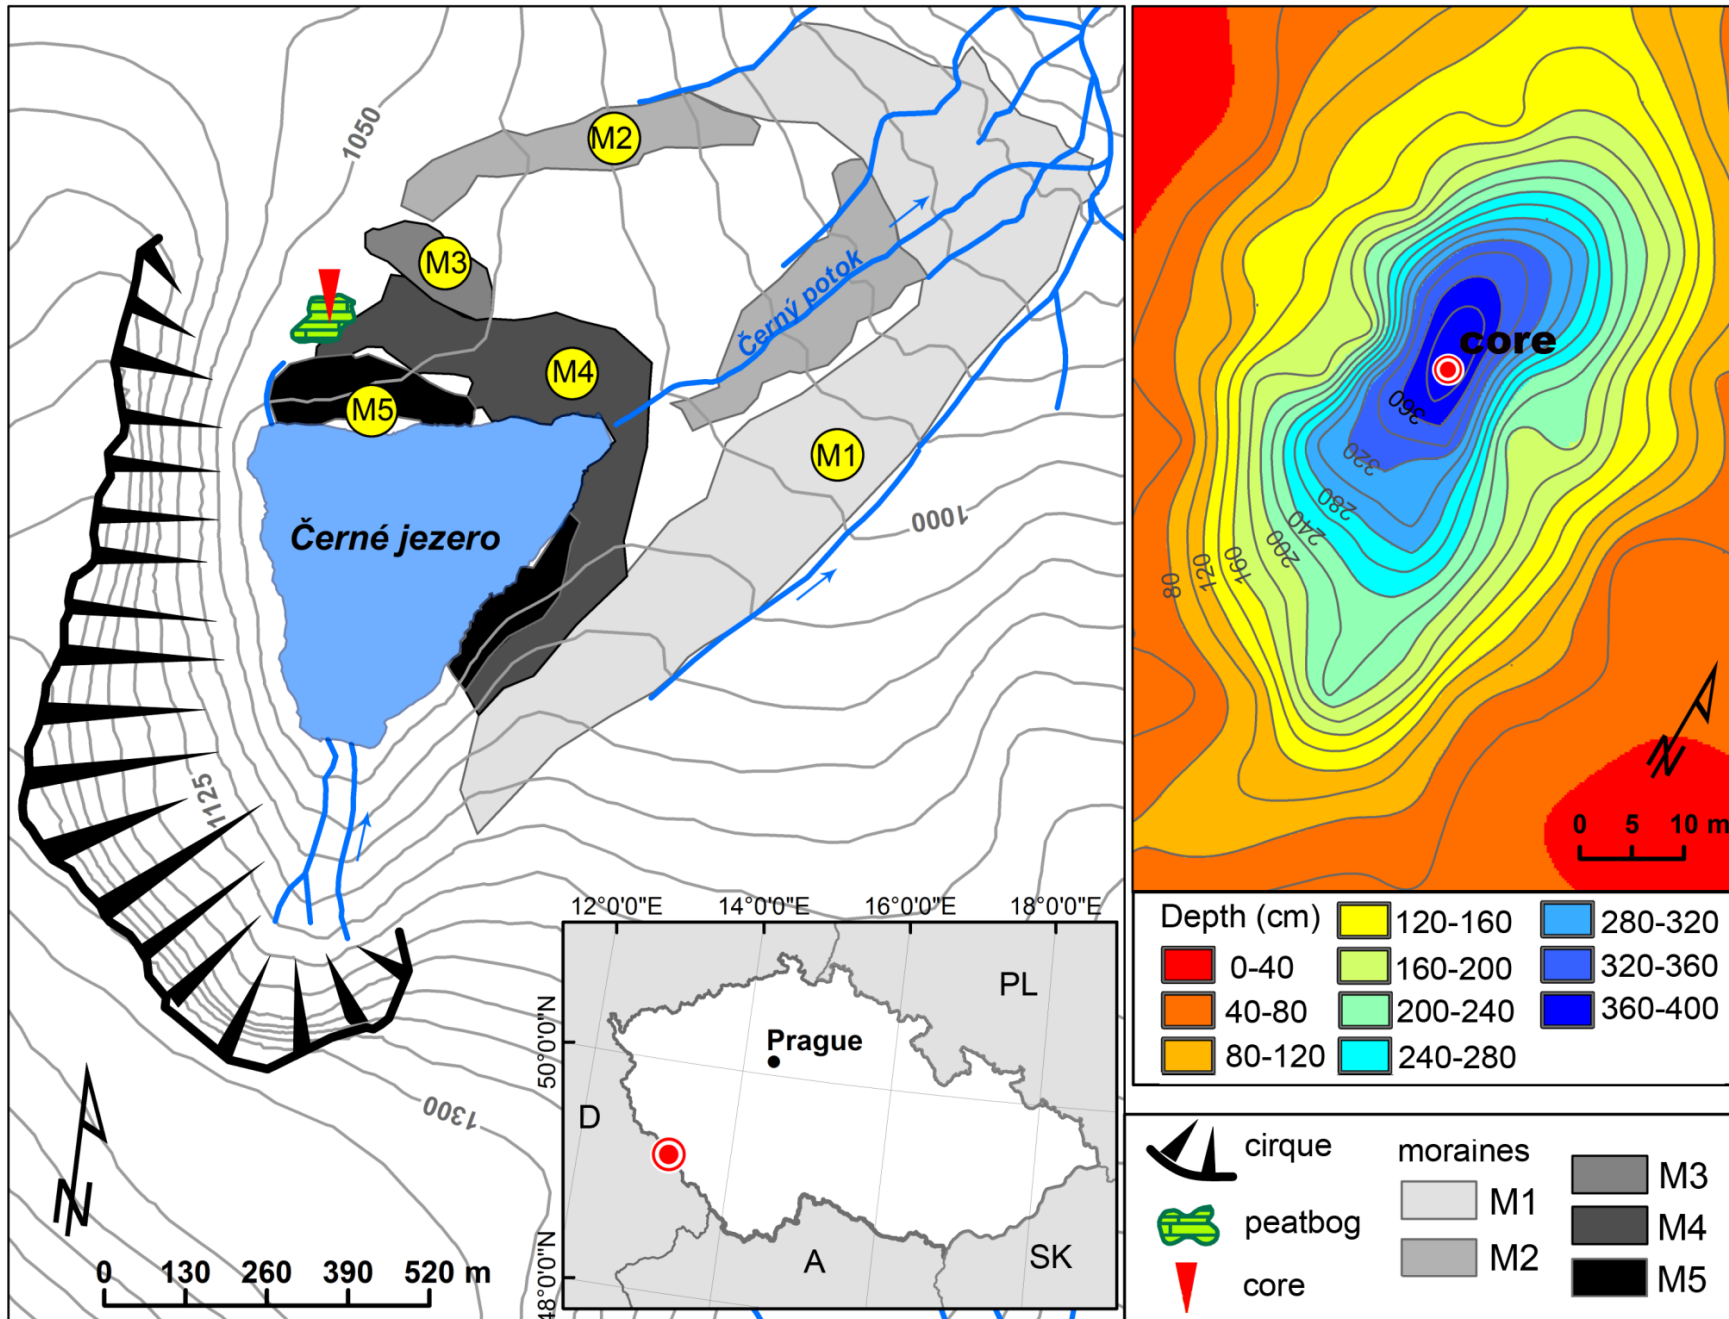 1050
M2
M3
Černý potok
M4
M5
M1
1000
Černé jezero
1125
1300
N
0 130 260 390 520 m
12°0'0"E 14°0'0"E 16°0'0"E 18°0'0"E
50°0'0"N
48°0'0"N
PL
Prague
D
A
SK
core
360
320
280
240
200
160
120
80
N
0 5 10 m
Depth (cm)
0-40
40-80
80-120
120-160
160-200
200-240
240-280
280-320
320-360
360-400
cirque
peatbog
core
moraines
M1
M2
M3
M4
M5